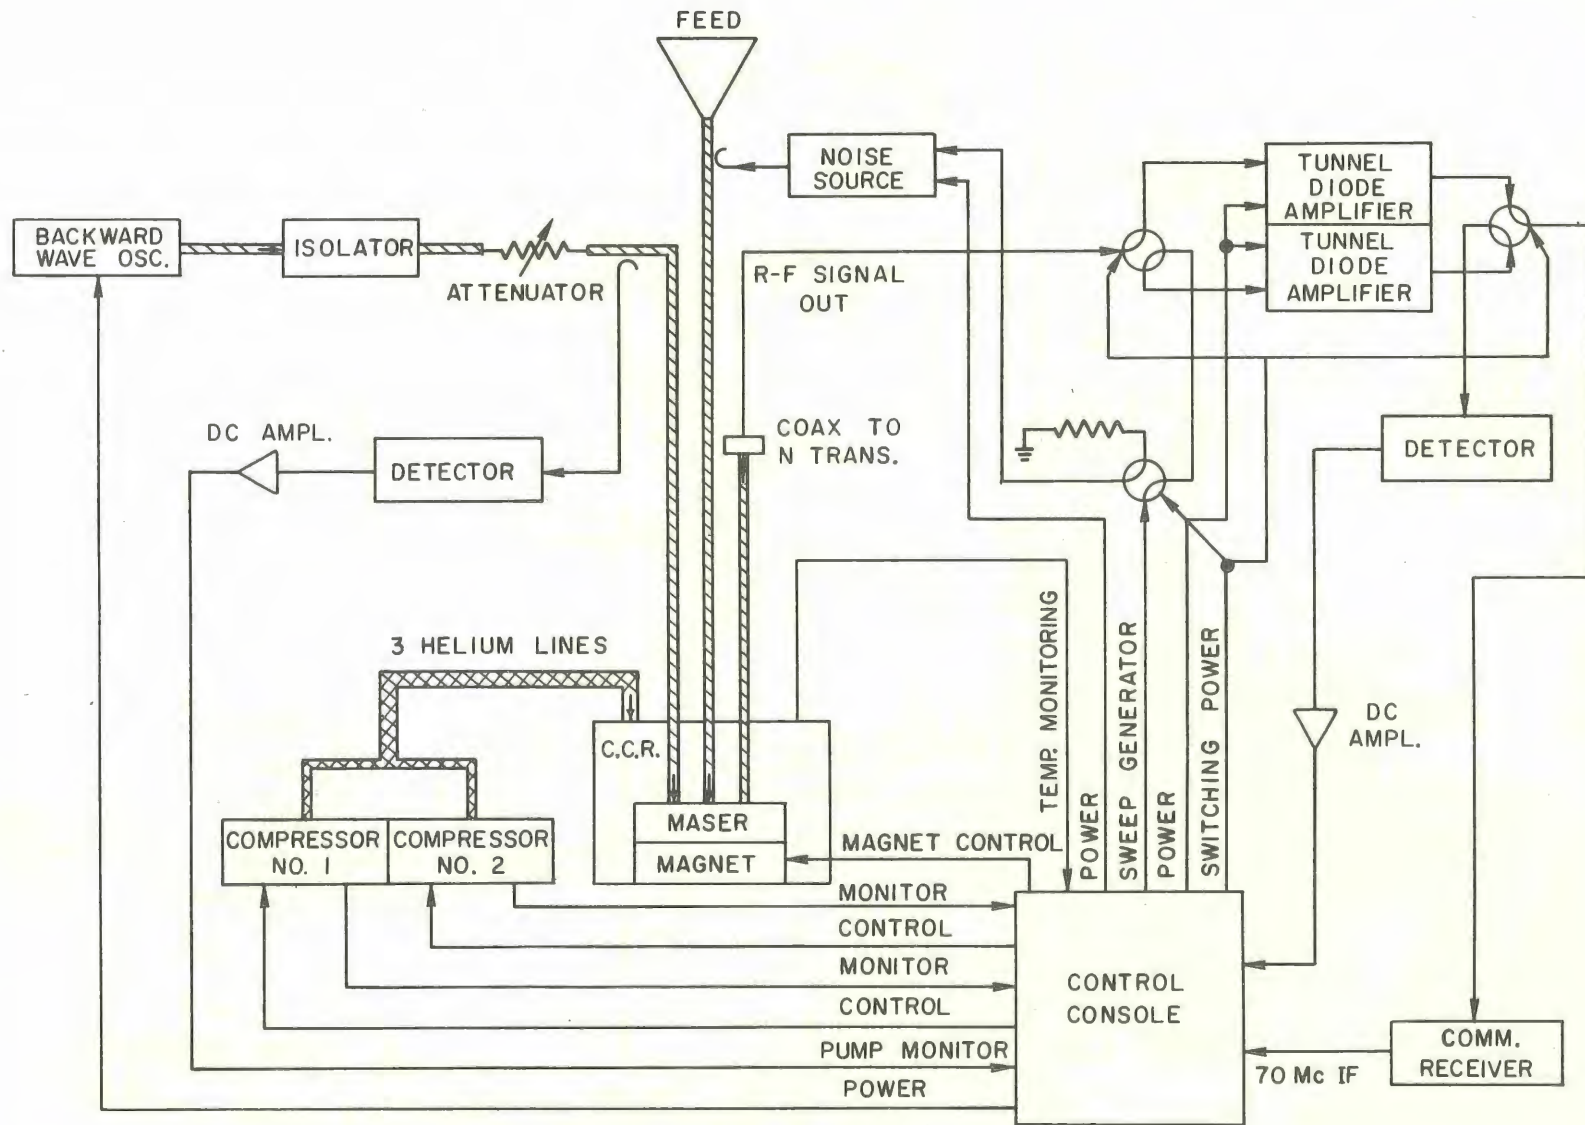 FEED
NOISE
SOURCE
TUNNEL
DIODE
AMPLIFIER
TUNNEL
DIODE
AMPLIFIER
BACKWARD
WAVE OSC.
ISOLATOR
ATTENUATOR
R-F SIGNAL
OUT
COAX TO
N TRANS.
DC AMPL.
DETECTOR
DETECTOR
3 HELIUM LINES
C.C.R.
TEMP. MONITORING
POWER
SWEEP GENERATOR
POWER
SWITCHING POWER
DC
AMPL.
COMPRESSOR
NO. 1
COMPRESSOR
NO. 2
MASER
MAGNET
MAGNET CONTROL
MONITOR
CONTROL
MONITOR
CONTROL
PUMP MONITOR
POWER
CONTROL
CONSOLE
70 Mc IF
COMM.
RECEIVER